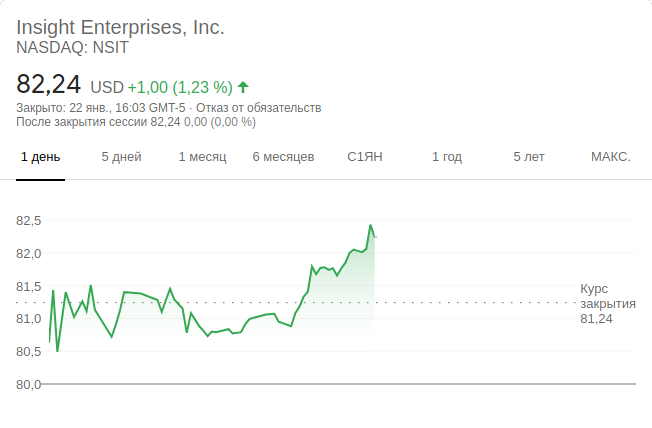 Insight Enterprises, Inc.
NASDAQ: NSIT
82,24 USD +1,00 (1,23 %)
Закрыто: 22 янв., 16:03 GMT-5 · Отказ от обязательств
После закрытия сессии 82,24 0,00 (0,00 %)
1 день 5 дней 1 месяц 6 месяцев С1ЯН 1 год 5 лет МАКС.
82,5
82,0
81,5
81,0
80,5
80,0
Курс
закрытия
81,24